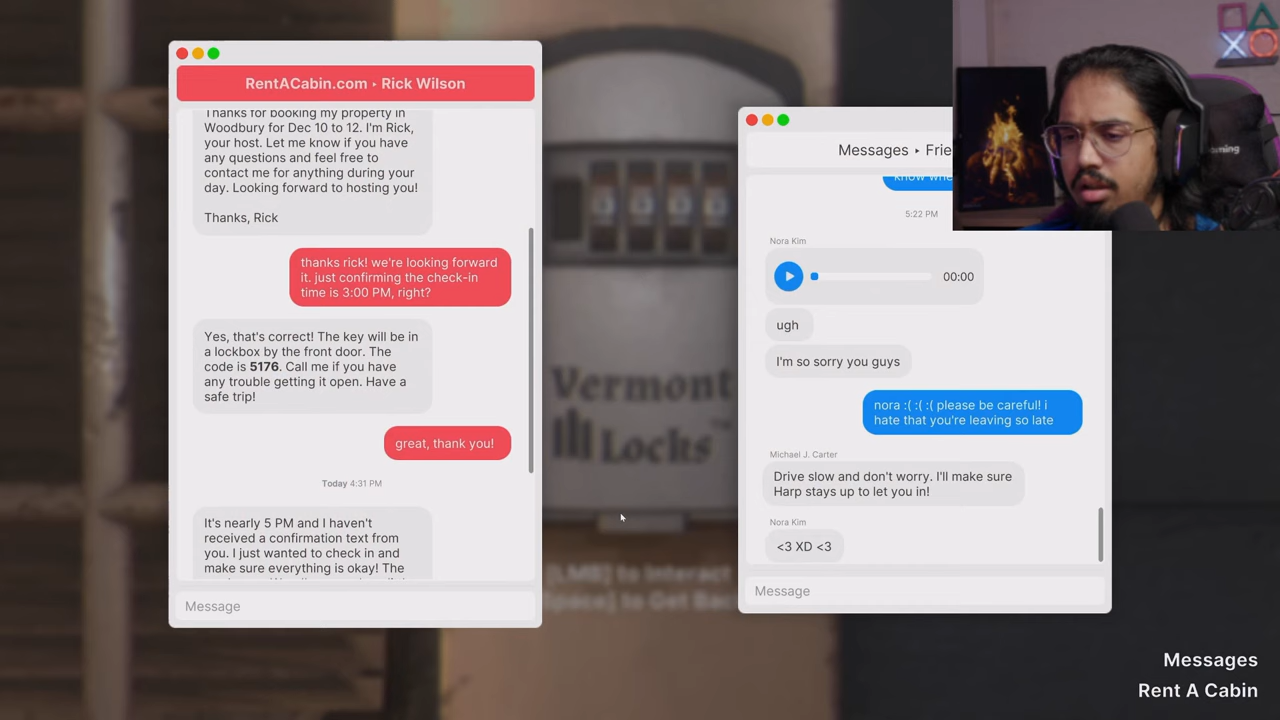 RentACabin.com ▸ Rick Wilson
Thanks for booking my property in
Woodbury for Dec 10 to 12. I'm Rick,
your host. Let me know if you have
any questions and feel free to
contact me for anything during your
day. Looking forward to hosting you!
Thanks, Rick
thanks rick! we're looking forward
it. just confirming the check-in
time is 3:00 PM, right?
Yes, that's correct! The key will be in
a lockbox by the front door. The
code is 5176. Call me if you have
any trouble getting it open. Have a
safe trip!
great, thank you!
Today 4:31 PM
It's nearly 5 PM and I haven't
received a confirmation text from
you. I just wanted to check in and
make sure everything is okay! The
Message
Messages ▸ Frie
know whe
5:22 PM
Nora Kim
00:00
ugh
I'm so sorry you guys
nora :( :( :( please be careful! i
hate that you're leaving so late
Michael J. Carter
Drive slow and don't worry. I'll make sure
Harp stays up to let you in!
Nora Kim
<3 XD <3
Message
Vermont
Locks™
[LMB] to Interact
Space] to Get Bac
Messages
Rent A Cabin